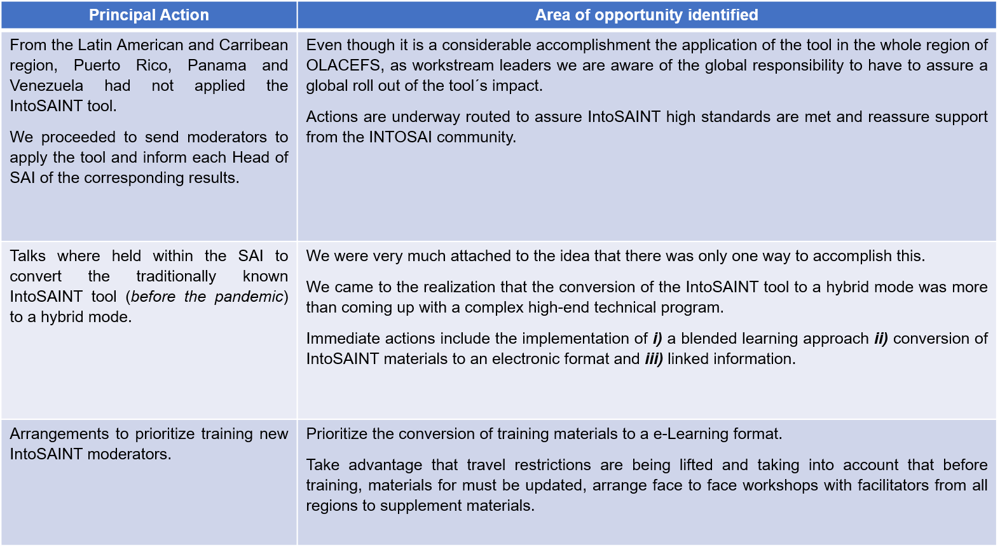 Principal Action
Area of opportunity identified
From the Latin American and Carribean
region, Puerto Rico, Panama and
Venezuela had not applied the
IntoSAINT tool.
We proceeded to send moderators to
apply the tool and inform each Head of
SAI of the corresponding results.
Even though it is a considerable accomplishment the application of the tool in the whole region of
OLACEFS, as workstream leaders we are aware of the global responsibility to have to assure a
global roll out of the tool´s impact.
Actions are underway routed to assure IntoSAINT high standards are met and reassure support
from the INTOSAI community.
Talks where held within the SAI to
convert the traditionally known
IntoSAINT tool (before the pandemic)
to a hybrid mode.
We were very much attached to the idea that there was only one way to accomplish this.
We came to the realization that the conversion of the IntoSAINT tool to a hybrid mode was more
than coming up with a complex high-end technical program.
Immediate actions include the implementation of i) a blended learning approach ii) conversion of
IntoSAINT materials to an electronic format and iii) linked information.
Arrangements to prioritize training new
IntoSAINT moderators.
Prioritize the conversion of training materials to a e-Learning format.
Take advantage that travel restrictions are being lifted and taking into account that before
training, materials for must be updated, arrange face to face workshops with facilitators from all
regions to supplement materials.